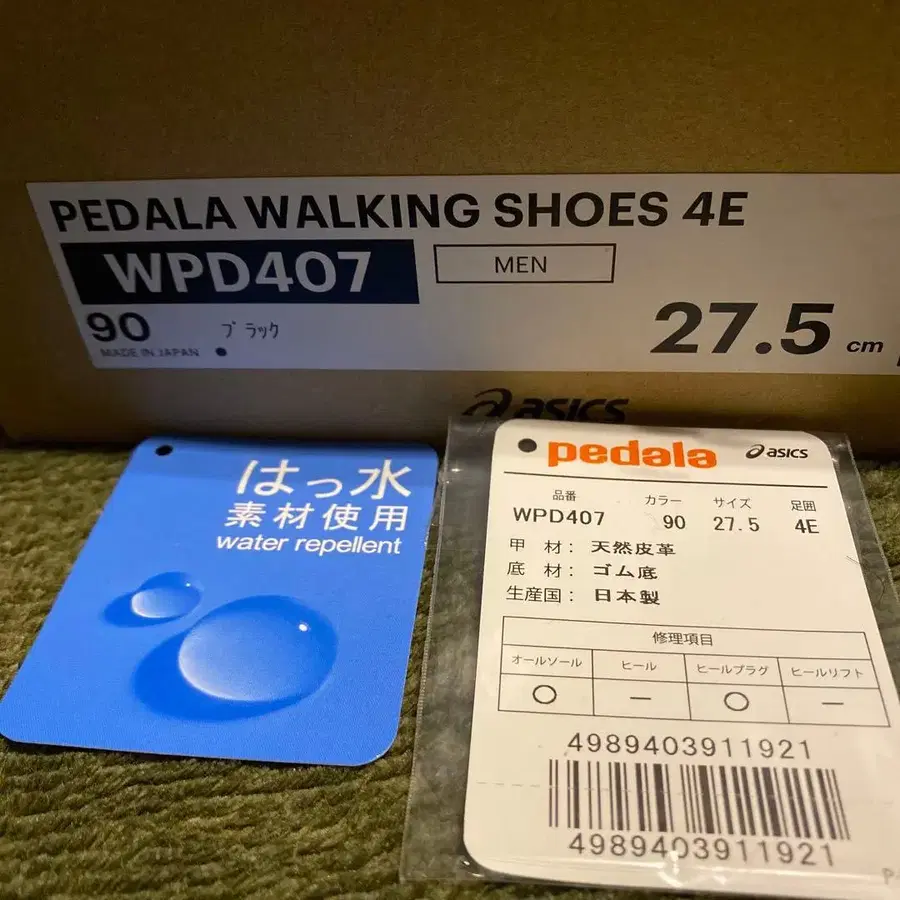 PEDALA WALKING SHOES 4E
WPD407
MEN
90
ブラック
27.5 cm
MADE IN JAPAN
asics
はっ水
素材使用
water repellent
pedala asics
品番 カラー サイズ 足囲
WPD407 90 27.5 4E
甲 材: 天然皮革
底 材: ゴム底
生産国: 日本製
修理項目
オールソール ヒール ヒールプラグ ヒールリフト
○ － ○ －
4989403911921
4989403911921